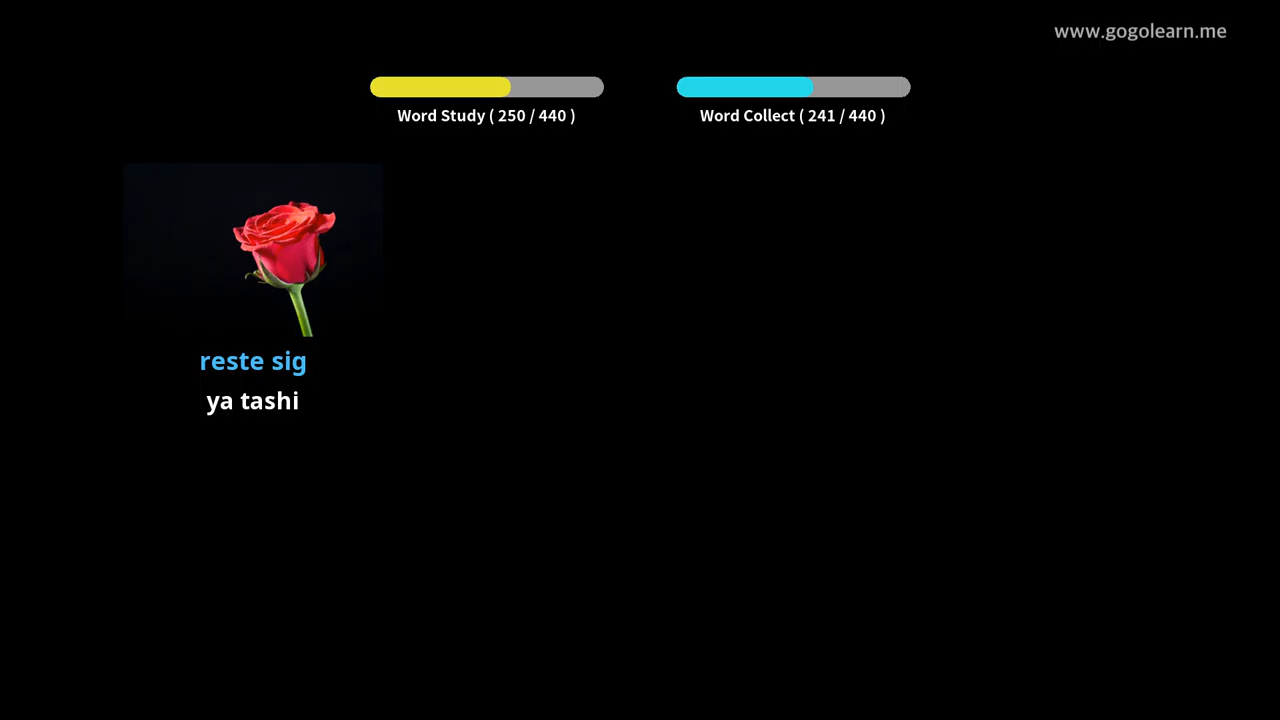 www.gogolearn.me
Word Study ( 250 / 440 )
Word Collect ( 241 / 440 )
reste sig
ya tashi